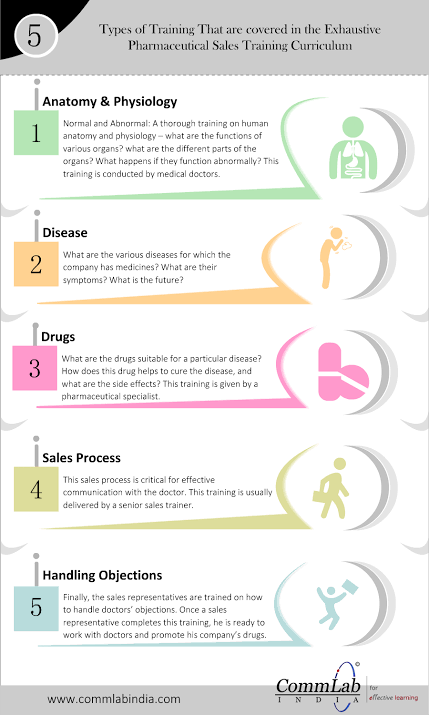 5
Types of Training That are covered in the Exhaustive
Pharmaceutical Sales Training Curriculum
Anatomy & Physiology
1
Normal and Abnormal: A thorough training on human
anatomy and physiology – what are the functions of
various organs? what are the different parts of the
organs? What happens if they function abnormally? This
training is conducted by medical doctors.
Disease
2
What are the various diseases for which the
company has medicines? What are their
symptoms? What is the future?
Drugs
3
What are the drugs suitable for a particular disease?
How does this drug helps to cure the disease, and
what are the side effects? This training is given by a
pharmaceutical specialist.
Sales Process
4
This sales process is critical for effective
communication with the doctor. This training is usually
delivered by a senior sales trainer.
Handling Objections
5
Finally, the sales representatives are trained on how
to handle doctors’ objections. Once a sales
representative completes this training, he is ready to
work with doctors and promote his company’s drugs.
www.commlabindia.com
©
CommLab
INDIA
for
effective learning